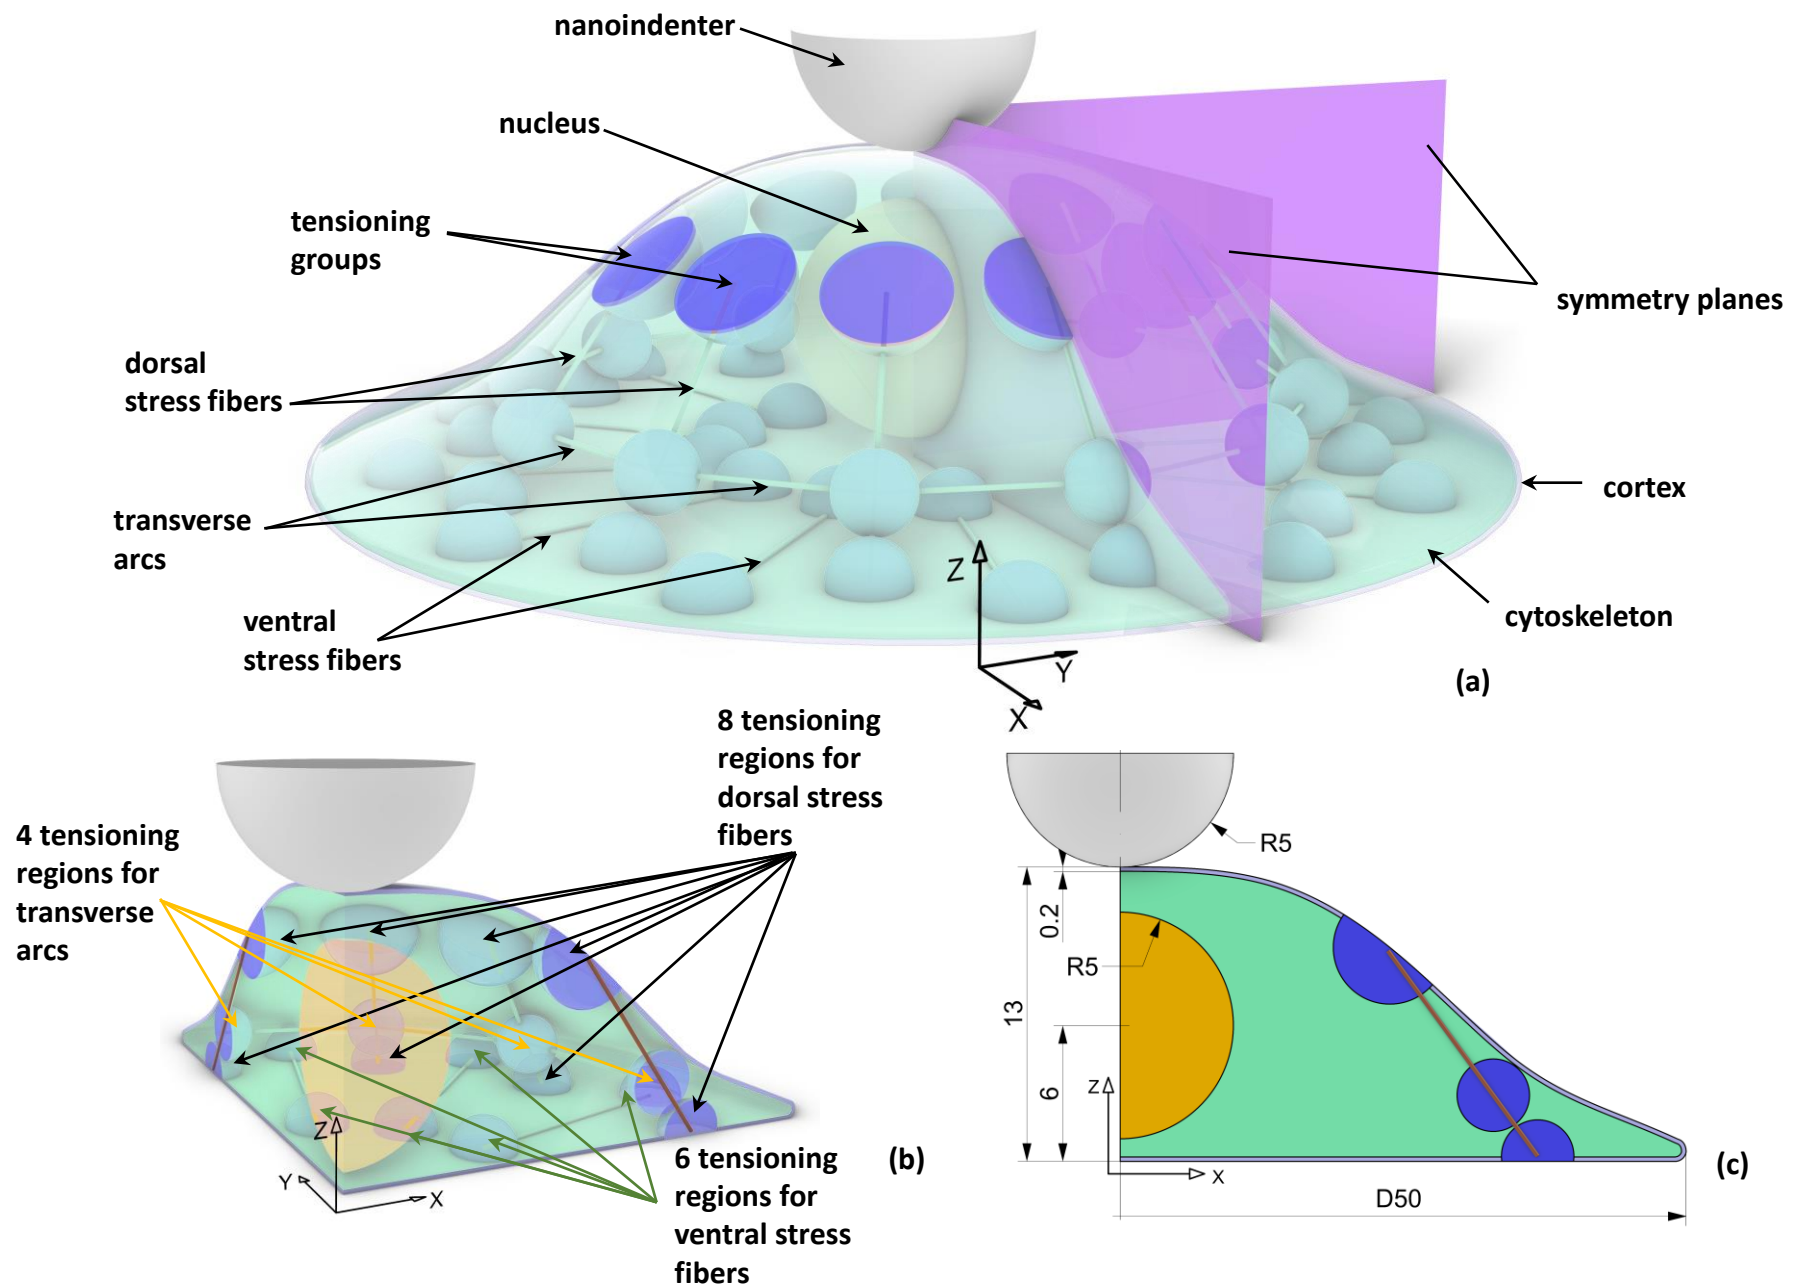 nanoindenter
nucleus
tensioning
groups
dorsal
stress fibers
transverse
arcs
ventral
stress fibers
symmetry planes
cortex
cytoskeleton
Z
Y
X
(a)
8 tensioning
regions for
dorsal stress
fibers
4 tensioning
regions for
transverse
arcs
Z
Y
X
6 tensioning
regions for
ventral stress
fibers
(b)
R5
0.2
R5
13
6
Z
X
D50
(c)